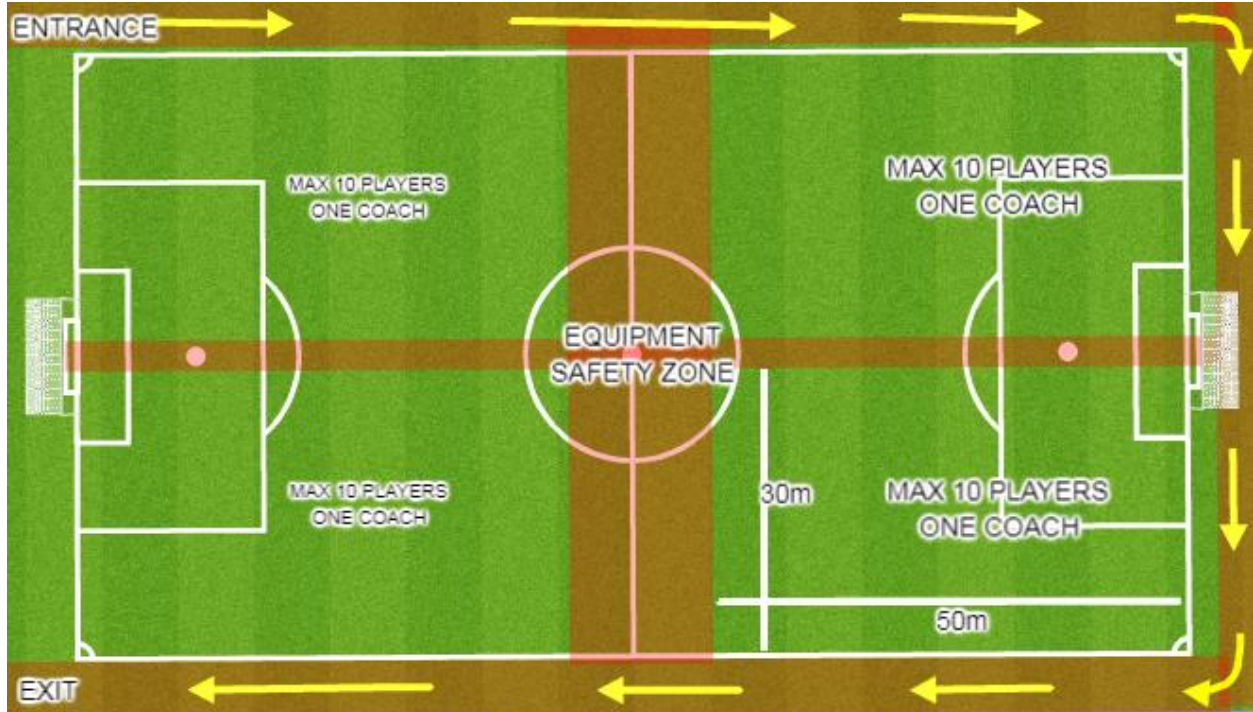 ENTRANCE
MAX 10 PLAYERS
ONE COACH
MAX 10 PLAYERS
ONE COACH
EQUIPMENT
SAFETY ZONE
MAX 10 PLAYERS
ONE COACH
MAX 10 PLAYERS
ONE COACH
30m
50m
EXIT